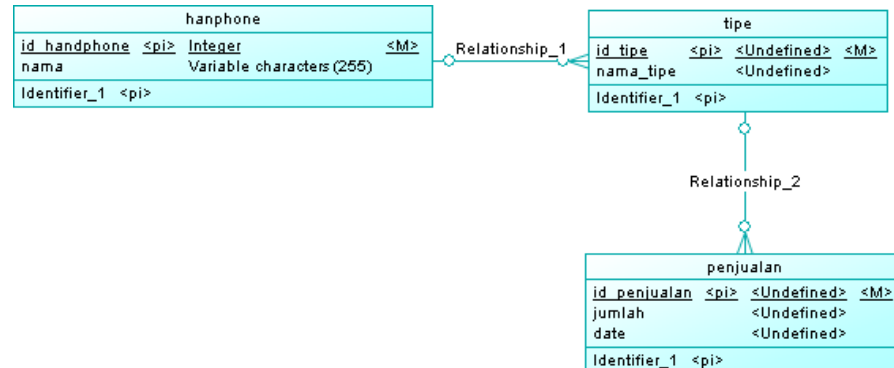 hanphone
id_handphone <pi> Integer <M>
nama Variable characters (255)
Identifier_1 <pi>
Relationship_1
tipe
id_tipe <pi> <Undefined> <M>
nama_tipe <Undefined>
Identifier_1 <pi>
Relationship_2
penjualan
id_penjualan <pi> <Undefined> <M>
jumlah <Undefined>
date <Undefined>
Identifier_1 <pi>